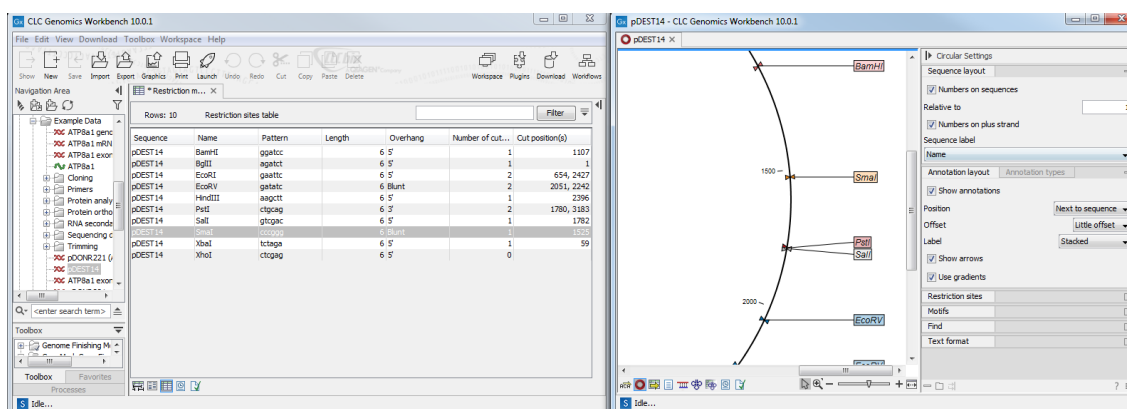 CLC Genomics Workbench 10.0.1
File Edit View Download Toolbox Workspace Help
Show New Save Import Export Graphics Print Launch Undo Redo Cut Copy Paste Delete Workspace Plugins Download Workflows
Navigation Area
Example Data
ATP8a1 genc
ATP8a1 mRN
ATP8a1 exor
ATP8a1
Cloning
Primers
Protein analy
Protein ortho
RNA seconda
Sequencing c
Trimming
pDONR221 (
pDEST14
ATP8a1 exor
<enter search term>
Toolbox
Genome Finishing M
Toolbox Favorites
Processes
Idle...
* Restriction m... ×
Rows: 10 Restriction sites table Filter
Sequence Name Pattern Length Overhang Number of cut... Cut position(s)
pDEST14 BamHI ggatcc 6 5' 1 1107
pDEST14 BglII agatct 6 5' 1 1
pDEST14 EcoRI gaattc 6 5' 2 654, 2427
pDEST14 EcoRV gatatc 6 Blunt 2 2051, 2242
pDEST14 HindIII aagctt 6 5' 1 2396
pDEST14 PstI ctgcag 6 3' 2 1780, 3183
pDEST14 SalI gtcgac 6 5' 1 1782
pDEST14 SmaI cccggg 6 Blunt 1 1525
pDEST14 XbaI tctaga 6 5' 1 59
pDEST14 XhoI ctcgag 6 5' 0
pDEST14 - CLC Genomics Workbench 10.0.1
pDEST14 ×
BamHI
1500
SmaI
PstI
SalI
2000
EcoRV
EcoRV
Idle...
Circular Settings
Sequence layout
Numbers on sequences
Relative to
Numbers on plus strand
Sequence label
Name
Annotation layout Annotation types
Show annotations
Position Next to sequence
Offset Little offset
Label Stacked
Show arrows
Use gradients
Restriction sites
Motifs
Find
Text format